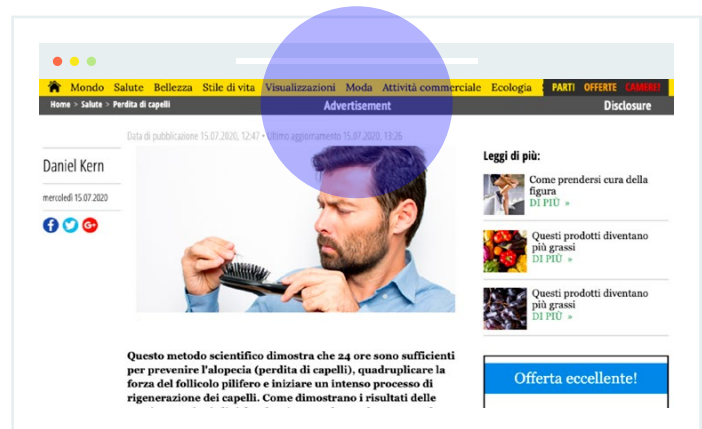 Mondo Salute Bellezza Stile di vita Visualizzazioni Moda Attività commerciale Ecologia PARTI OFFERTE CAMERE!
Home > Salute > Perdita di capelli Advertisement Disclosure
Data di pubblicazione 15.07.2020, 12:47 • Ultimo aggiornamento 15.07.2020, 13:26
Daniel Kern
mercoledì 15.07.2020
Leggi di più:
Come prendersi cura della
figura
DI PIÙ »
Questi prodotti diventano
più grassi
DI PIÙ »
Questi prodotti diventano
più grassi
DI PIÙ »
Questo metodo scientifico dimostra che 24 ore sono sufficienti
per prevenire l'alopecia (perdita di capelli), quadruplicare la
forza del follicolo pilifero e iniziare un intenso processo di
rigenerazione dei capelli. Come dimostrano i risultati delle
Offerta eccellente!